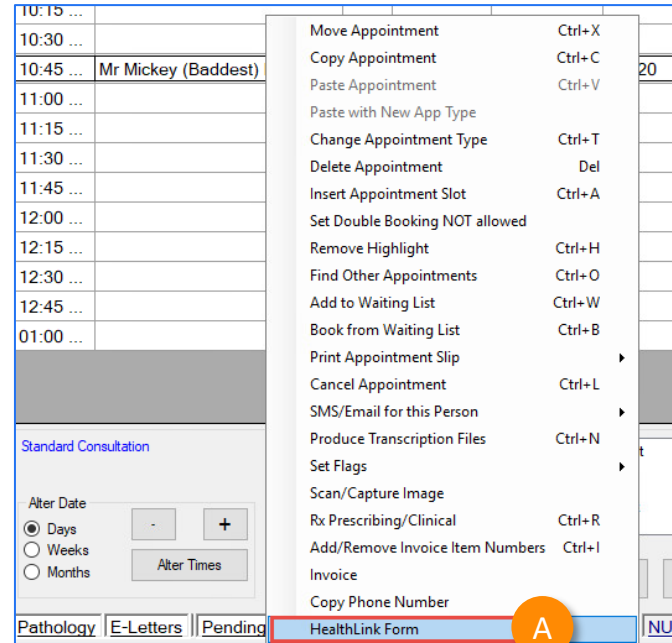 10:15 ...
10:30 ...
10:45 ... Mr Mickey (Baddest) 20
11:00 ...
11:15 ...
11:30 ...
11:45 ...
12:00 ...
12:15 ...
12:30 ...
12:45 ...
01:00 ...
Move Appointment Ctrl+X
Copy Appointment Ctrl+C
Paste Appointment Ctrl+V
Paste with New App Type
Change Appointment Type Ctrl+T
Delete Appointment Del
Insert Appointment Slot Ctrl+A
Set Double Booking NOT allowed
Remove Highlight Ctrl+H
Find Other Appointments Ctrl+O
Add to Waiting List Ctrl+W
Book from Waiting List Ctrl+B
Print Appointment Slip
Cancel Appointment Ctrl+L
SMS/Email for this Person
Produce Transcription Files Ctrl+N
Set Flags
Scan/Capture Image
Rx Prescribing/Clinical Ctrl+R
Add/Remove Invoice Item Numbers Ctrl+I
Invoice
Copy Phone Number
HealthLink Form A
Standard Consultation
t
Alter Date
Days - +
Weeks
Months Alter Times
Pathology E-Letters Pending NU